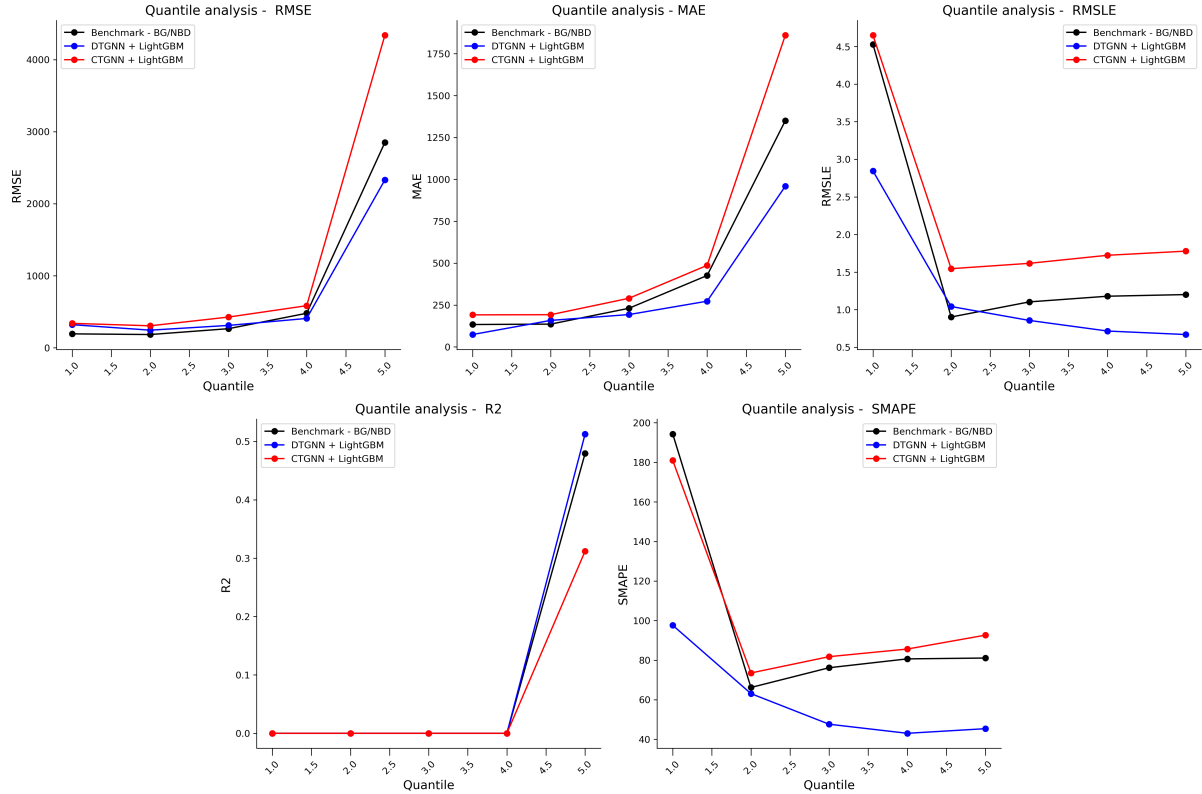 Quantile analysis -  RMSE
Benchmark - BG/NBD
DTGNN + LightGBM
CTGNN + LightGBM
4000
3000
2000
1000
0
RMSE
1.0 1.5 2.0 2.5 3.0 3.5 4.0 4.5 5.0
Quantile
Quantile analysis -  MAE
Benchmark - BG/NBD
DTGNN + LightGBM
CTGNN + LightGBM
1750
1500
1250
1000
750
500
250
0
MAE
1.0 1.5 2.0 2.5 3.0 3.5 4.0 4.5 5.0
Quantile
Quantile analysis -  RMSLE
Benchmark - BG/NBD
DTGNN + LightGBM
CTGNN + LightGBM
4.5
4.0
3.5
3.0
2.5
2.0
1.5
1.0
0.5
RMSLE
1.0 1.5 2.0 2.5 3.0 3.5 4.0 4.5 5.0
Quantile
Quantile analysis -  R2
Benchmark - BG/NBD
DTGNN + LightGBM
CTGNN + LightGBM
0.5
0.4
0.3
0.2
0.1
0.0
R2
1.0 1.5 2.0 2.5 3.0 3.5 4.0 4.5 5.0
Quantile
Quantile analysis -  SMAPE
Benchmark - BG/NBD
DTGNN + LightGBM
CTGNN + LightGBM
200
180
160
140
120
100
80
60
40
SMAPE
1.0 1.5 2.0 2.5 3.0 3.5 4.0 4.5 5.0
Quantile